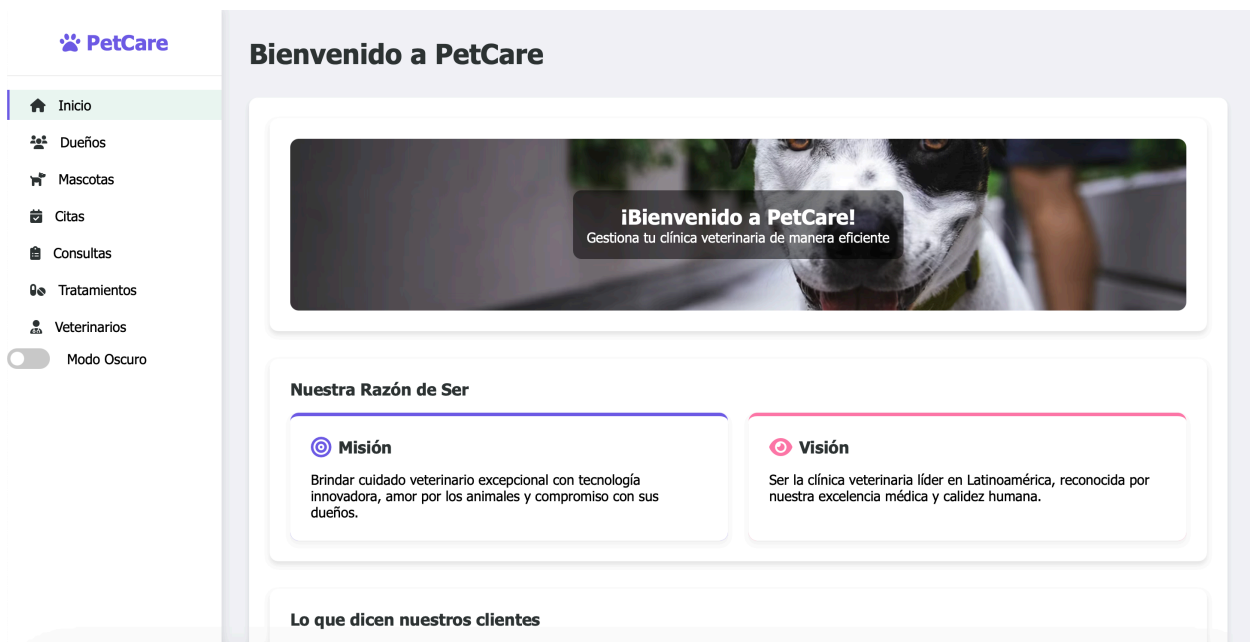 PetCare
Inicio
Dueños
Mascotas
Citas
Consultas
Tratamientos
Veterinarios
Modo Oscuro
Bienvenido a PetCare
¡Bienvenido a PetCare!
Gestiona tu clínica veterinaria de manera eficiente
Nuestra Razón de Ser
Misión
Brindar cuidado veterinario excepcional con tecnología
innovadora, amor por los animales y compromiso con sus
dueños.
Visión
Ser la clínica veterinaria líder en Latinoamérica, reconocida por
nuestra excelencia médica y calidez humana.
Lo que dicen nuestros clientes